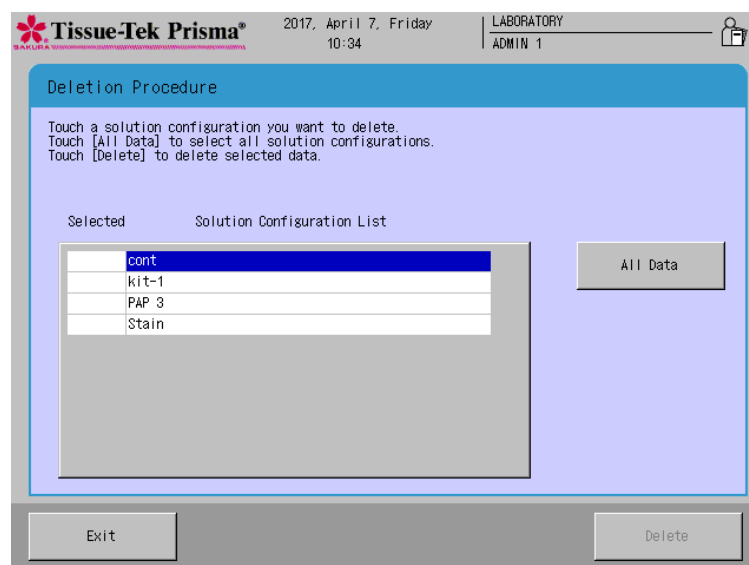 SAKURA Tissue-Tek Prisma®
2017, April 7, Friday
10:34
LABORATORY
ADMIN 1
Deletion Procedure
Touch a solution configuration you want to delete.
Touch [All Data] to select all solution configurations.
Touch [Delete] to delete selected data.
Selected Solution Configuration List
cont
kit-1
PAP 3
Stain
All Data
Exit
Delete